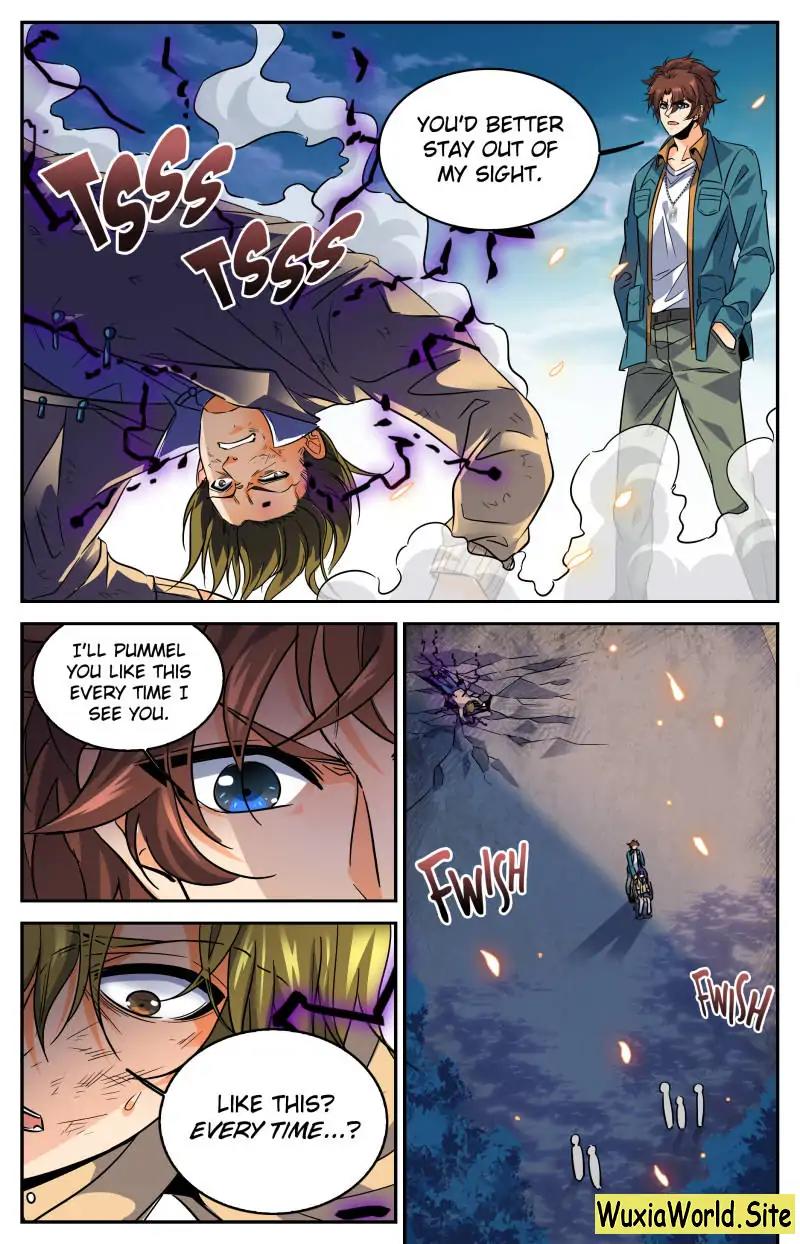 YOU'D BETTER
STAY OUT OF
MY SIGHT.
TSSS
TSSS
I'LL PUMMEL
YOU LIKE THIS
EVERY TIME I
SEE YOU.
FWISH
FWISH
LIKE THIS?
EVERY TIME...?
WuxiaWorld.Site